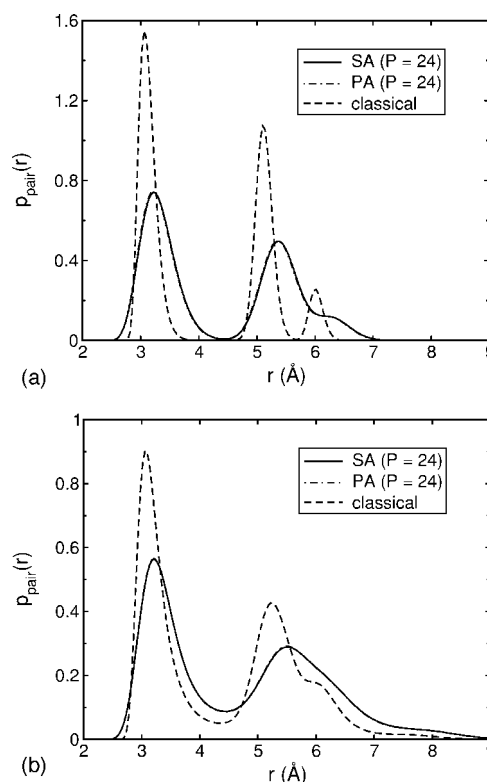 1.6
1.2
0.8
0.4
0
p_pair(r)
SA (P = 24)
PA (P = 24)
classical
2 3 4 5 6 7 8 9
r (Å)
(a)
1
0.8
0.6
0.4
0.2
0
p_pair(r)
SA (P = 24)
PA (P = 24)
classical
2 3 4 5 6 7 8 9
r (Å)
(b)